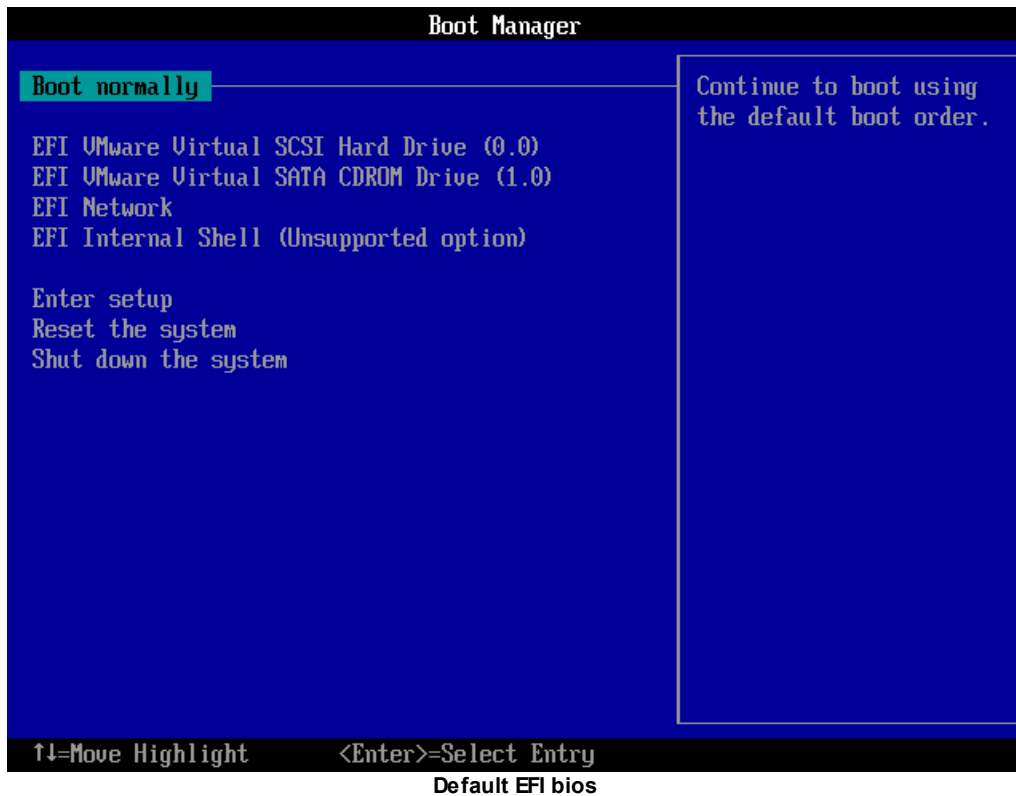 Boot Manager
Boot normally
Continue to boot using
the default boot order.
EFI VMware Virtual SCSI Hard Drive (0.0)
EFI VMware Virtual SATA CDROM Drive (1.0)
EFI Network
EFI Internal Shell (Unsupported option)
Enter setup
Reset the system
Shut down the system
↑↓=Move Highlight <Enter>=Select Entry
Default EFI bios